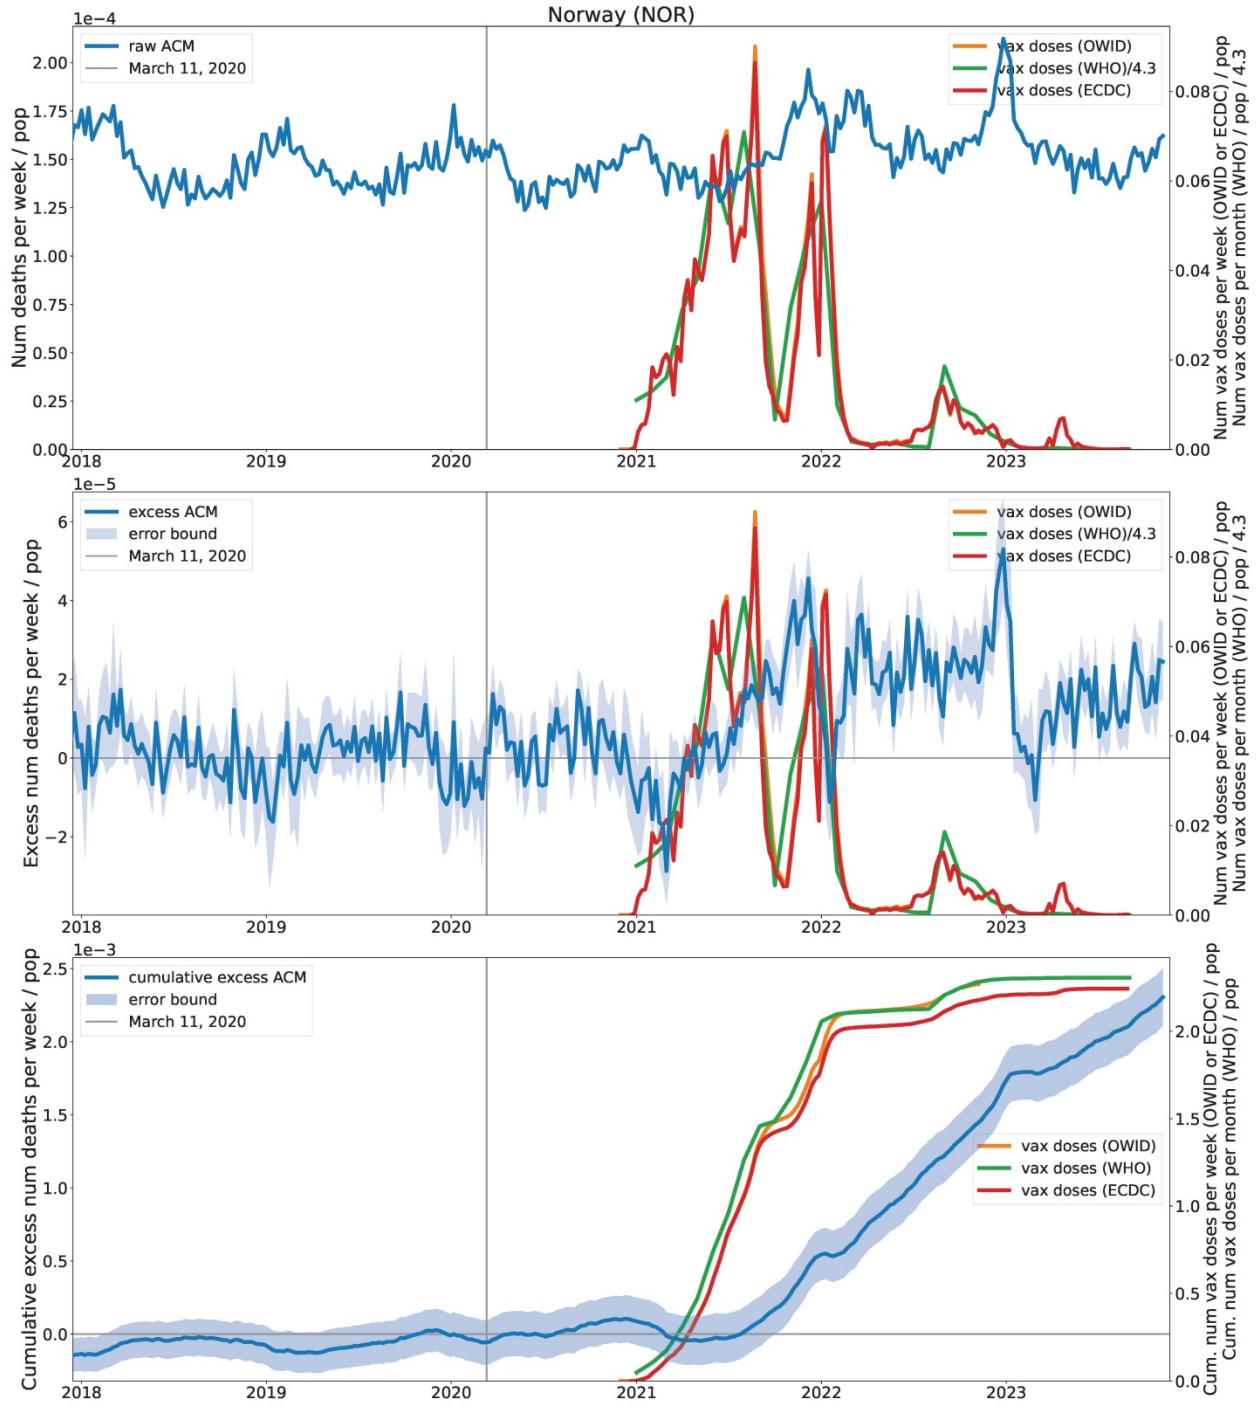 Norway (NOR)
1e−4
raw ACM
March 11, 2020
vax doses (OWID)
vax doses (WHO)/4.3
vax doses (ECDC)
Num deaths per week / pop
2.00
1.75
1.50
1.25
1.00
0.75
0.50
0.25
0.00
0.08
0.06
0.04
0.02
0.00
Num vax doses per week (OWID or ECDC) / pop
Num vax doses per month (WHO) / pop / 4.3
2018 2019 2020 2021 2022 2023
1e−5
excess ACM
error bound
March 11, 2020
vax doses (OWID)
vax doses (WHO)/4.3
vax doses (ECDC)
Excess num deaths per week / pop
6
4
2
0
−2
0.08
0.06
0.04
0.02
0.00
Num vax doses per week (OWID or ECDC) / pop
Num vax doses per month (WHO) / pop / 4.3
2018 2019 2020 2021 2022 2023
1e−3
cumulative excess ACM
error bound
March 11, 2020
Cumulative excess num deaths per week / pop
2.5
2.0
1.5
1.0
0.5
0.0
vax doses (OWID)
vax doses (WHO)
vax doses (ECDC)
2.0
1.5
1.0
0.5
0.0
Cum. num vax doses per week (OWID or ECDC) / pop
Cum. num vax doses per month (WHO) / pop
2018 2019 2020 2021 2022 2023